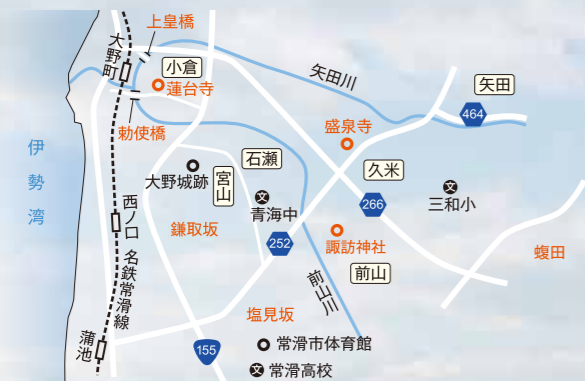 上皇橋
大野町
小倉
蓮台寺
矢田川
矢田
464
勅使橋
盛泉寺
伊勢湾
石瀬
久米
大野城跡
宮山
青海中
266
三和小
西ノ口
名鉄常滑線
鎌取坂
252
諏訪神社
前山
前山川
蝮田
塩見坂
蒲池
155
常滑市体育館
常滑高校
文
文
文